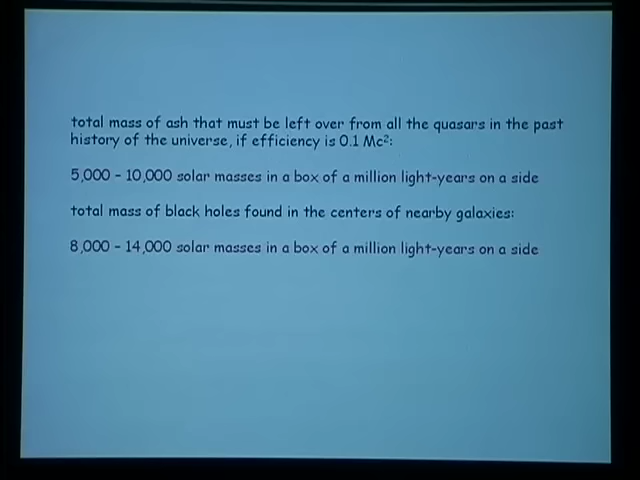 total mass of ash that must be left over from all the quasars in the past
history of the universe, if efficiency is 0.1 Mc²:
5,000 - 10,000 solar masses in a box of a million light-years on a side
total mass of black holes found in the centers of nearby galaxies:
8,000 - 14,000 solar masses in a box of a million light-years on a side